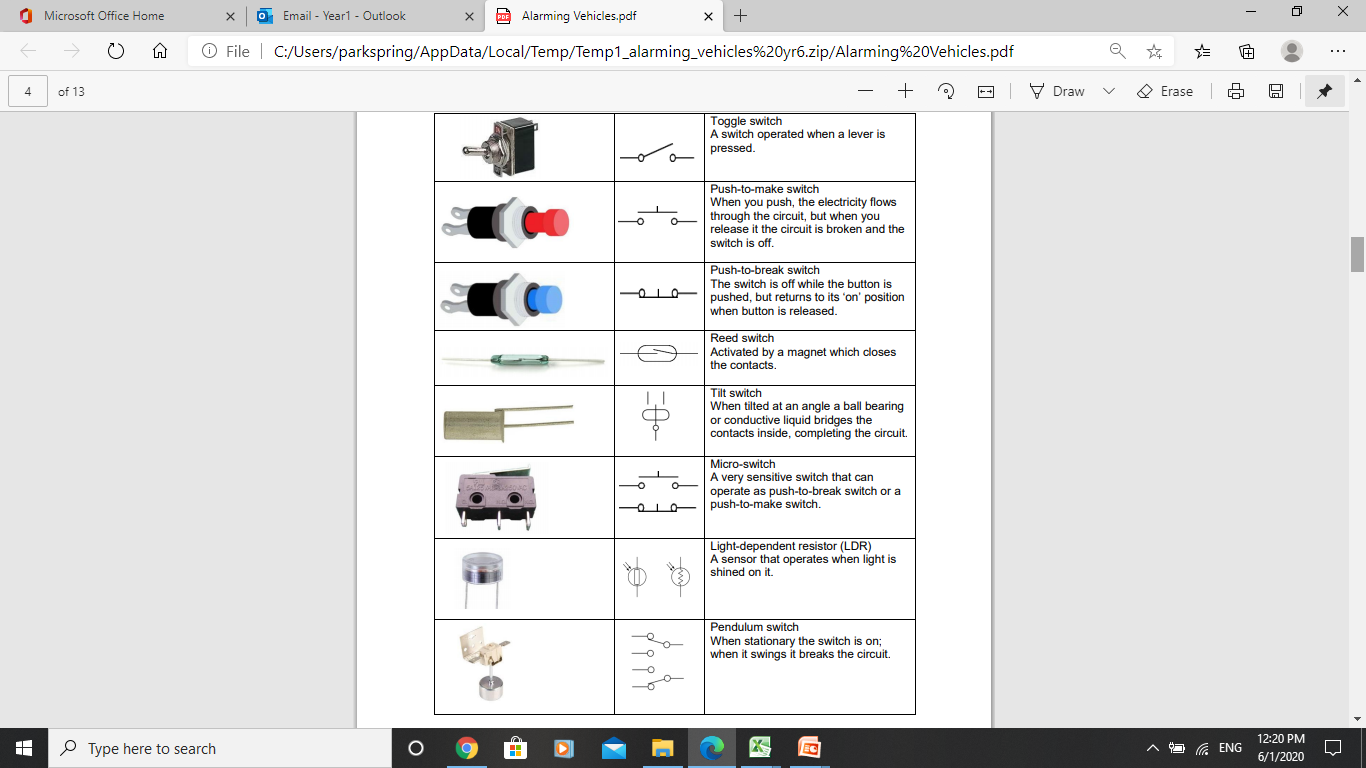 Microsoft Office Home
Email - Year1 - Outlook
Alarming Vehicles.pdf
File
C:/Users/parkspring/AppData/Local/Temp/Temp1_alarming_vehicles%20yr6.zip/Alarming%20Vehicles.pdf
4
of 13
Draw
Erase
Toggle switch
A switch operated when a lever is
pressed.
Push-to-make switch
When you push, the electricity flows
through the circuit, but when you
release it the circuit is broken and the
switch is off.
Push-to-break switch
The switch is off while the button is
pushed, but returns to its ‘on’ position
when button is released.
Reed switch
Activated by a magnet which closes
the contacts.
Tilt switch
When tilted at an angle a ball bearing
or conductive liquid bridges the
contacts inside, completing the circuit.
Micro-switch
A very sensitive switch that can
operate as push-to-break switch or a
push-to-make switch.
Light-dependent resistor (LDR)
A sensor that operates when light is
shined on it.
Pendulum switch
When stationary the switch is on;
when it swings it breaks the circuit.
Type here to search
ENG
12:20 PM
6/1/2020